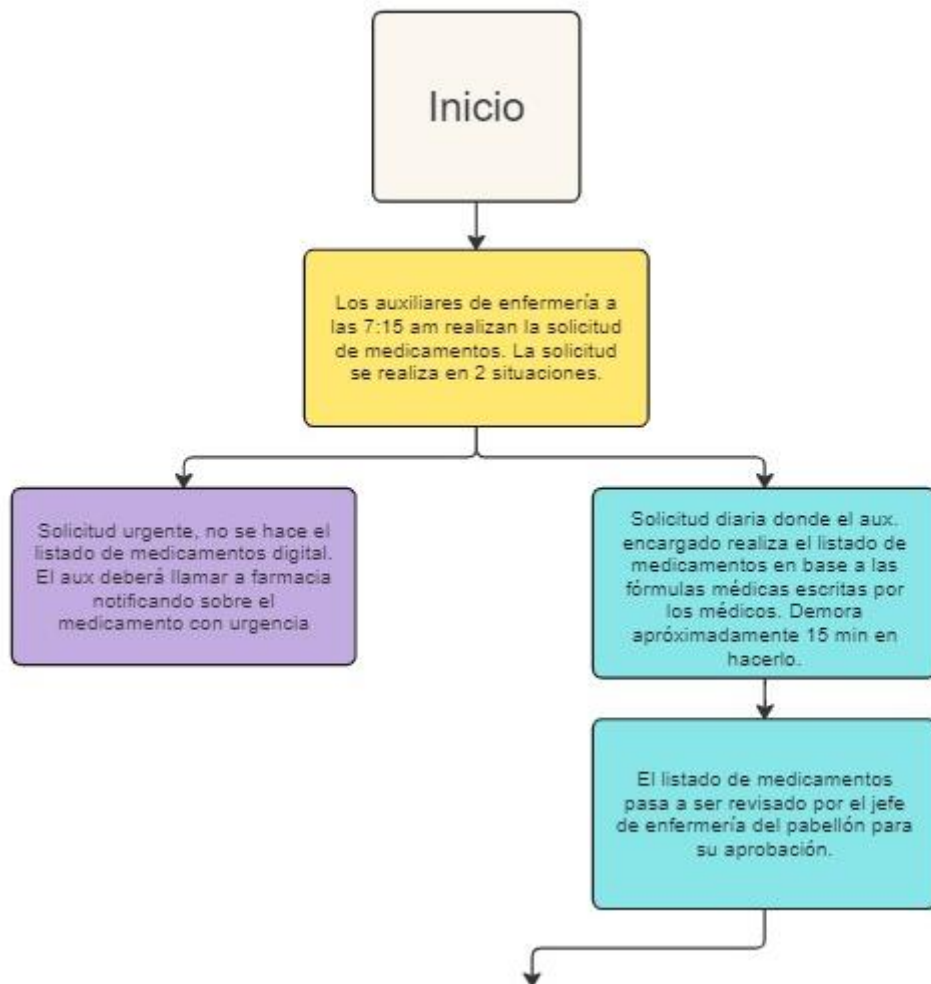 Inicio
Los auxiliares de enfermería a
las 7:15 am realizan la solicitud
de medicamentos. La solicitud
se realiza en 2 situaciones.
Solicitud urgente, no se hace el
listado de medicamentos digital.
El aux deberá llamar a farmacia
notificando sobre el
medicamento con urgencia
Solicitud diaria donde el aux.
encargado realiza el listado de
medicamentos en base a las
fórmulas médicas escritas por
los médicos. Demora
apróximadamente 15 min en
hacerlo.
El listado de medicamentos
pasa a ser revisado por el jefe
de enfermería del pabellón para
su aprobación.